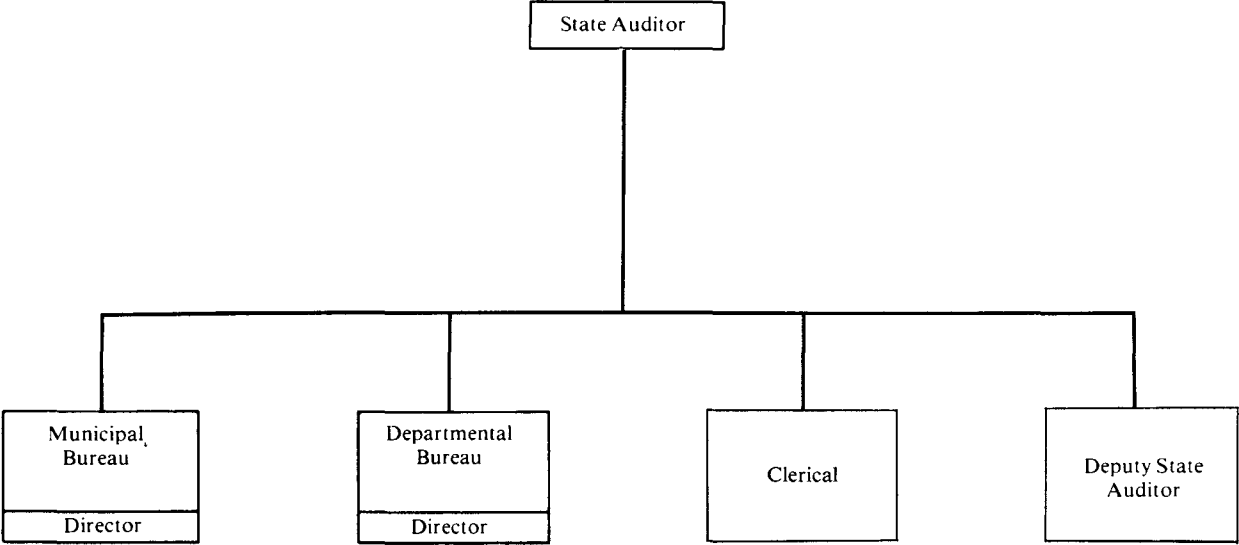 State Auditor
Municipal
Bureau
Director
Departmental
Bureau
Director
Clerical
Deputy State
Auditor